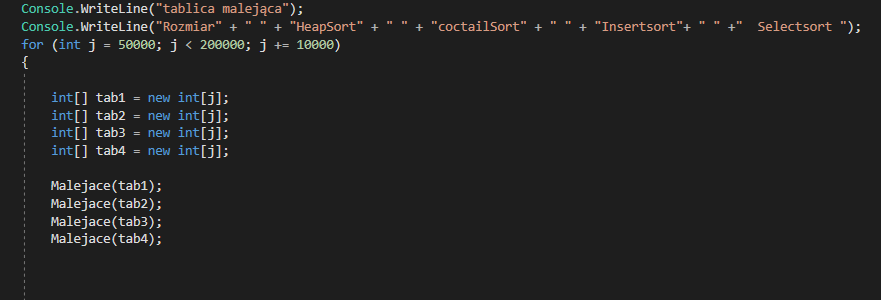 Console.WriteLine("tablica malejąca");
Console.WriteLine("Rozmiar" + " " + "HeapSort" + " " + "coctailSort" + " " + "Insertsort"+ " " +"  Selectsort ");
for (int j = 50000; j < 200000; j += 10000)
{
int[] tab1 = new int[j];
int[] tab2 = new int[j];
int[] tab3 = new int[j];
int[] tab4 = new int[j];
Malejace(tab1);
Malejace(tab2);
Malejace(tab3);
Malejace(tab4);